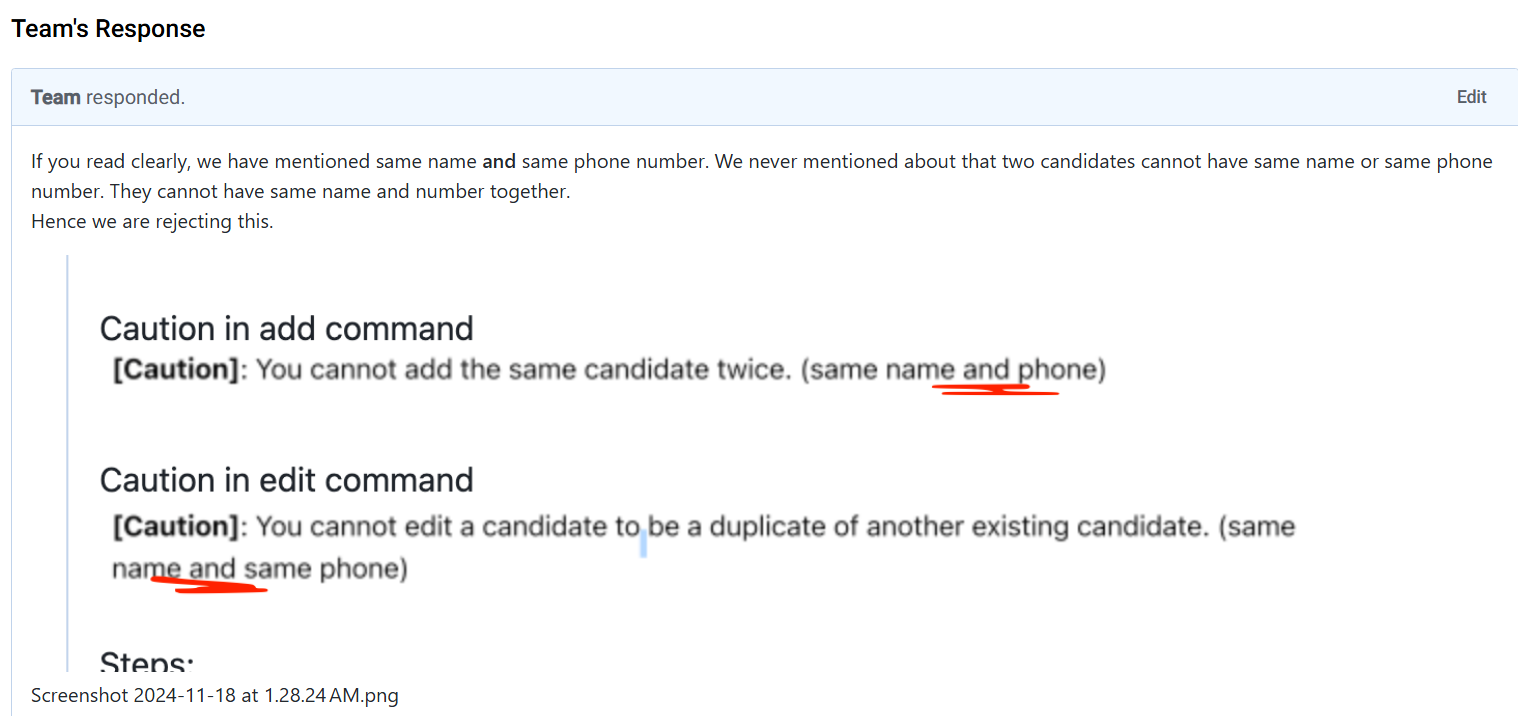 Team's Response
Team responded.
Edit
If you read clearly, we have mentioned same name and same phone number. We never mentioned about that two candidates cannot have same name or same phone
number. They cannot have same name and number together.
Hence we are rejecting this.
Caution in add command
[Caution]: You cannot add the same candidate twice. (same name and phone)
Caution in edit command
[Caution]: You cannot edit a candidate to be a duplicate of another existing candidate. (same
name and same phone)
Steps:
Screenshot 2024-11-18 at 1.28.24 AM.png